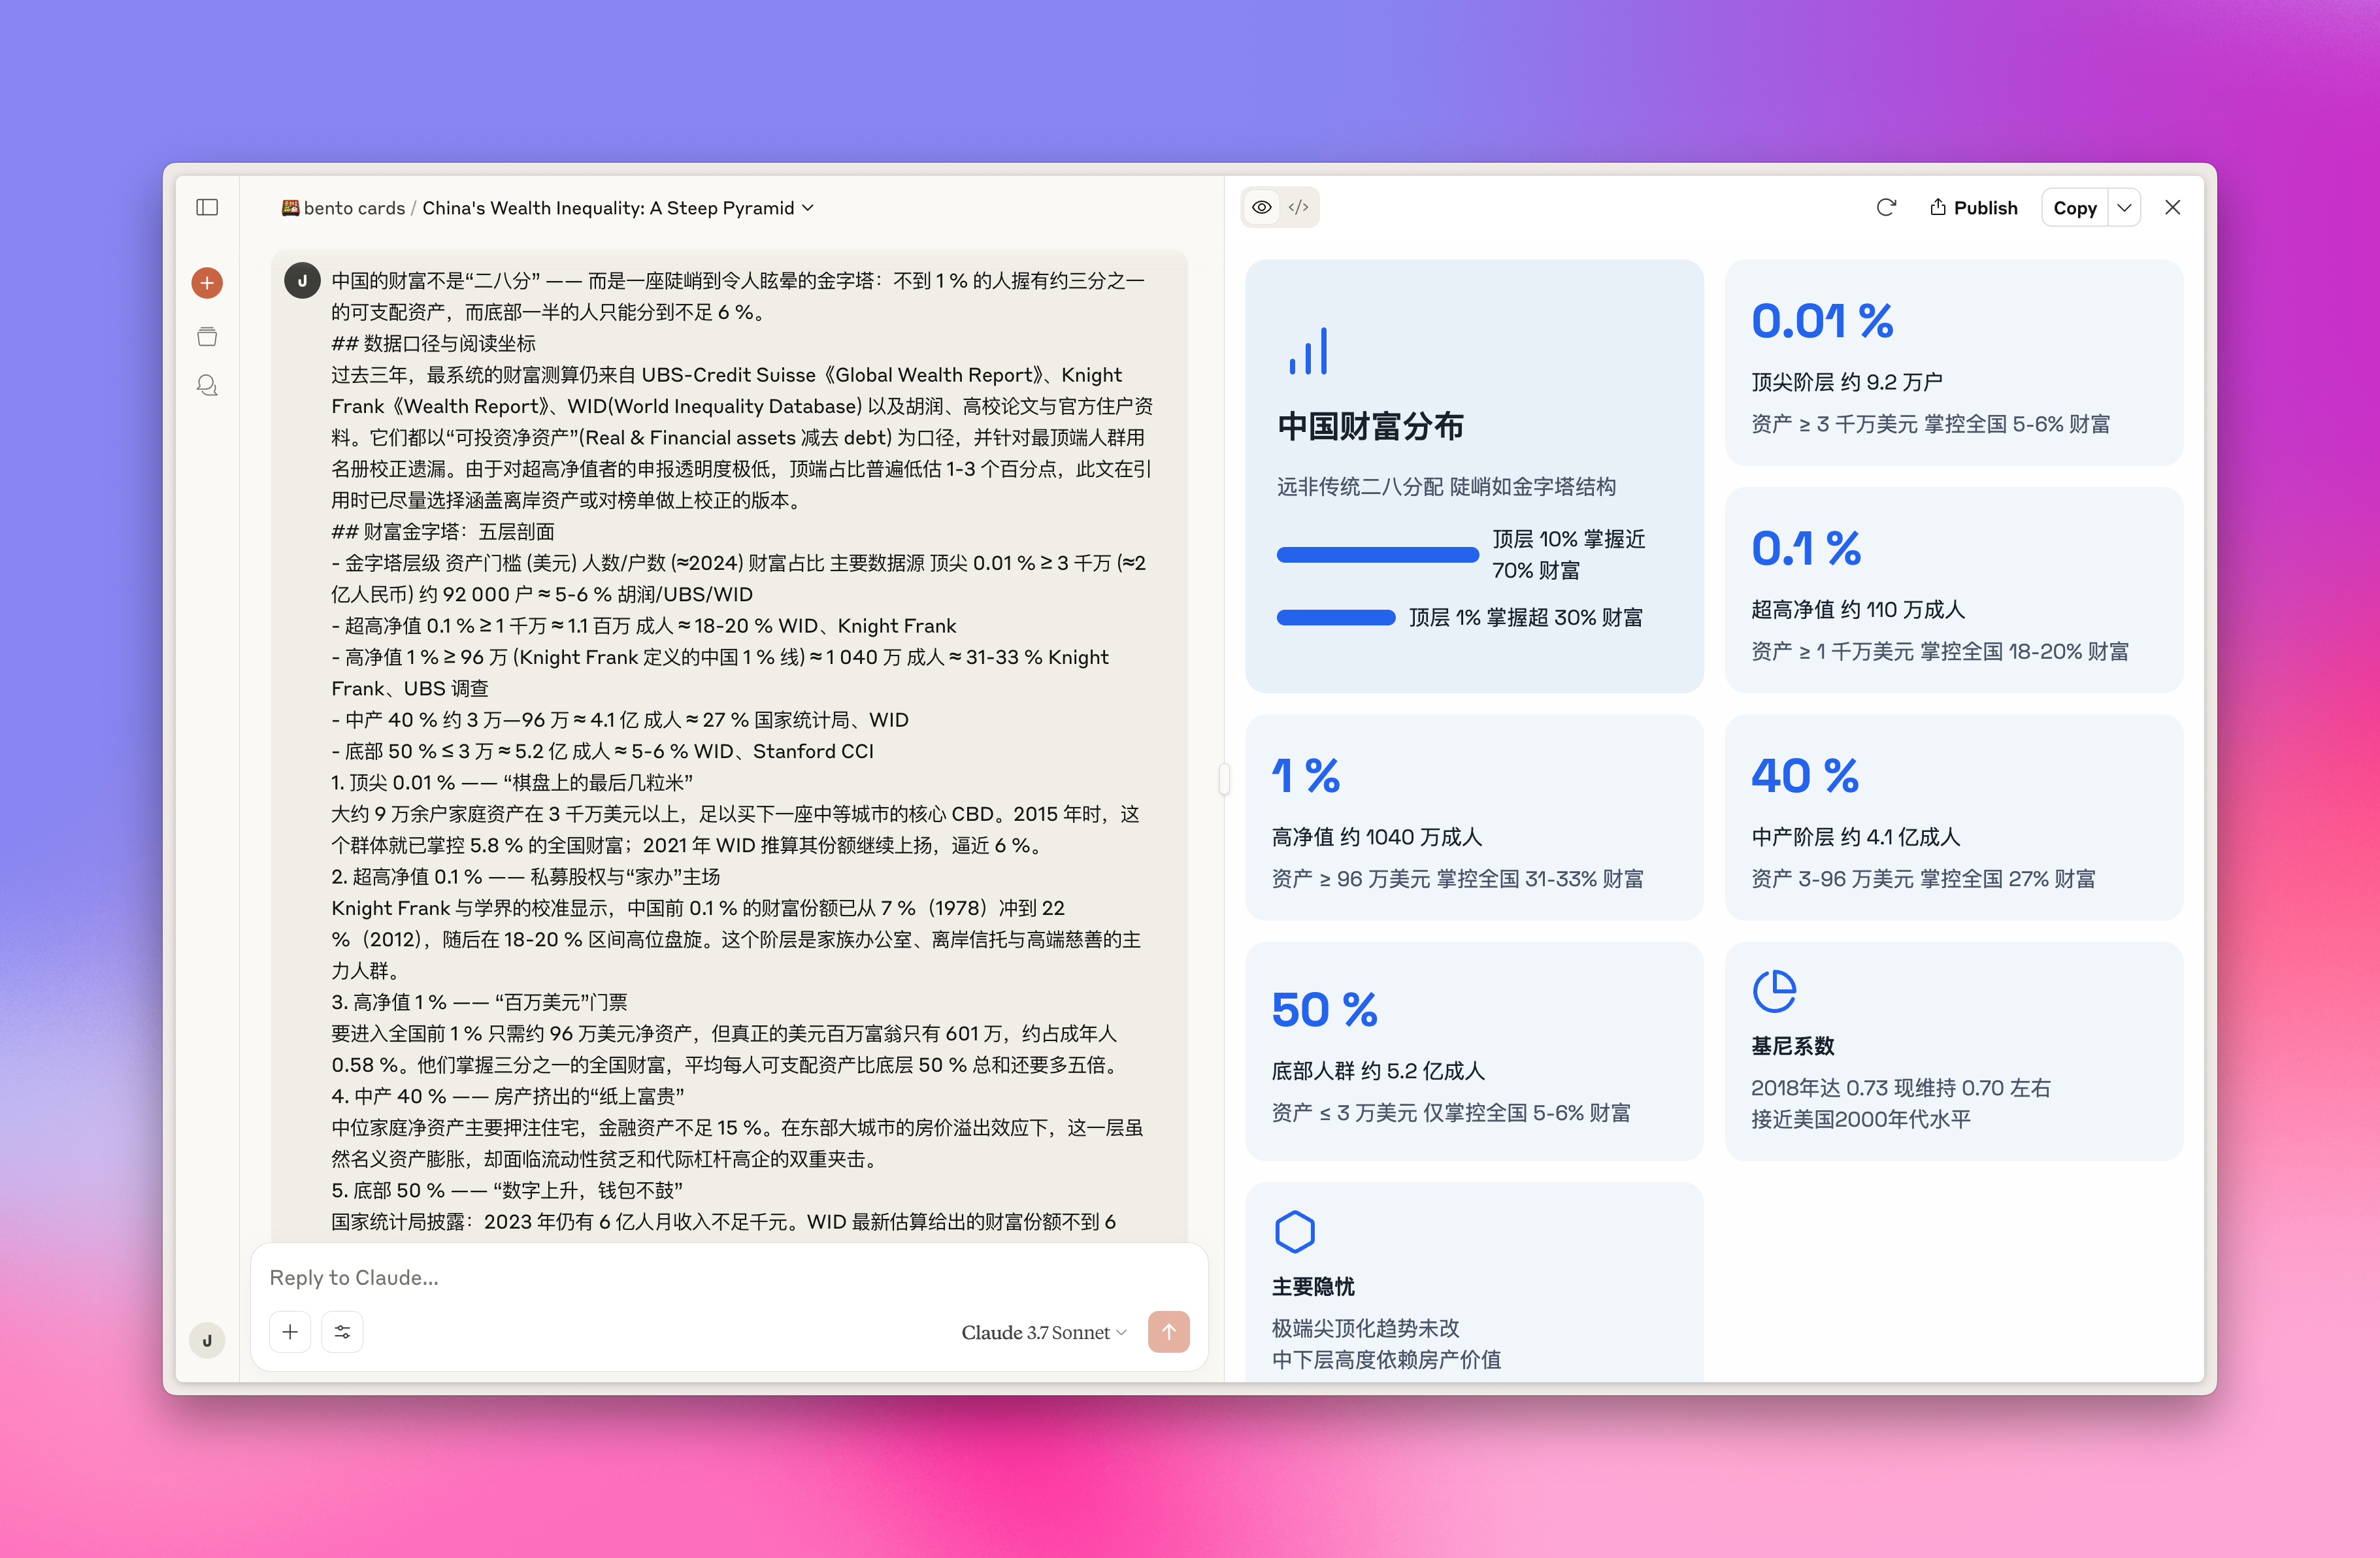 bento cards / China's Wealth Inequality: A Steep Pyramid
J
中国的财富不是“二八分” —— 而是一座陡峭到令人眩晕的金字塔：不到 1 % 的人握有约三分之一
的可支配资产，而底部一半的人只能分到不足 6 %。
## 数据口径与阅读坐标
过去三年，最系统的财富测算仍来自 UBS-Credit Suisse《Global Wealth Report》、Knight
Frank《Wealth Report》、WID(World Inequality Database) 以及胡润、高校论文与官方住户资
料。它们都以“可投资净资产”(Real & Financial assets 减去 debt) 为口径，并针对最顶端人群用
名册校正遗漏。由于对超高净值者的申报透明度极低，顶端占比普遍低估 1-3 个百分点，此文在引
用时已尽量选择涵盖离岸资产或对榜单做上校正的版本。
## 财富金字塔：五层剖面
- 金字塔层级 资产门槛 (美元) 人数/户数 (≈2024) 财富占比 主要数据源 顶尖 0.01 % ≥ 3 千万 (≈2
亿人民币) 约 92 000 户 ≈ 5-6 % 胡润/UBS/WID
- 超高净值 0.1 % ≥ 1 千万 ≈ 1.1 百万 成人 ≈ 18-20 % WID、Knight Frank
- 高净值 1 % ≥ 96 万 (Knight Frank 定义的中国 1 % 线) ≈ 1 040 万 成人 ≈ 31-33 % Knight
Frank、UBS 调查
- 中产 40 % 约 3 万—96 万 ≈ 4.1 亿 成人 ≈ 27 % 国家统计局、WID
- 底部 50 % ≤ 3 万 ≈ 5.2 亿 成人 ≈ 5-6 % WID、Stanford CCI
1. 顶尖 0.01 % —— “棋盘上的最后几粒米”
大约 9 万余户家庭资产在 3 千万美元以上，足以买下一座中等城市的核心 CBD。2015 年时，这
个群体就已掌控 5.8 % 的全国财富；2021 年 WID 推算其份额继续上扬，逼近 6 %。
2. 超高净值 0.1 % —— 私募股权与“家办”主场
Knight Frank 与学界的校准显示，中国前 0.1 % 的财富份额已从 7 %（1978）冲到 22
%（2012），随后在 18-20 % 区间高位盘旋。这个阶层是家族办公室、离岸信托与高端慈善的主
力人群。
3. 高净值 1 % —— “百万美元”门票
要进入全国前 1 % 只需约 96 万美元净资产，但真正的美元百万富翁只有 601 万，约占成年人
0.58 %。他们掌握三分之一的全国财富，平均每人可支配资产比底层 50 % 总和还要多五倍。
4. 中产 40 % —— 房产挤出的“纸上富贵”
中位家庭净资产主要押注住宅，金融资产不足 15 %。在东部大城市的房价溢出效应下，这一层虽
然名义资产膨胀，却面临流动性贫乏和代际杠杆高企的双重夹击。
5. 底部 50 % —— “数字上升，钱包不鼓”
国家统计局披露：2023 年仍有 6 亿人月收入不足千元。WID 最新估算给出的财富份额不到 6
Reply to Claude...
Claude 3.7 Sonnet
J
Publish
Copy
中国财富分布
远非传统二八分配 陡峭如金字塔结构
顶层 10% 掌握近
70% 财富
顶层 1% 掌握超 30% 财富
0.01 %
顶尖阶层 约 9.2 万户
资产 ≥ 3 千万美元 掌控全国 5-6% 财富
0.1 %
超高净值 约 110 万成人
资产 ≥ 1 千万美元 掌控全国 18-20% 财富
1 %
高净值 约 1040 万成人
资产 ≥ 96 万美元 掌控全国 31-33% 财富
40 %
中产阶层 约 4.1 亿成人
资产 3-96 万美元 掌控全国 27% 财富
50 %
底部人群 约 5.2 亿成人
资产 ≤ 3 万美元 仅掌控全国 5-6% 财富
基尼系数
2018年达 0.73 现维持 0.70 左右
接近美国2000年代水平
主要隐忧
极端尖顶化趋势未改
中下层高度依赖房产价值